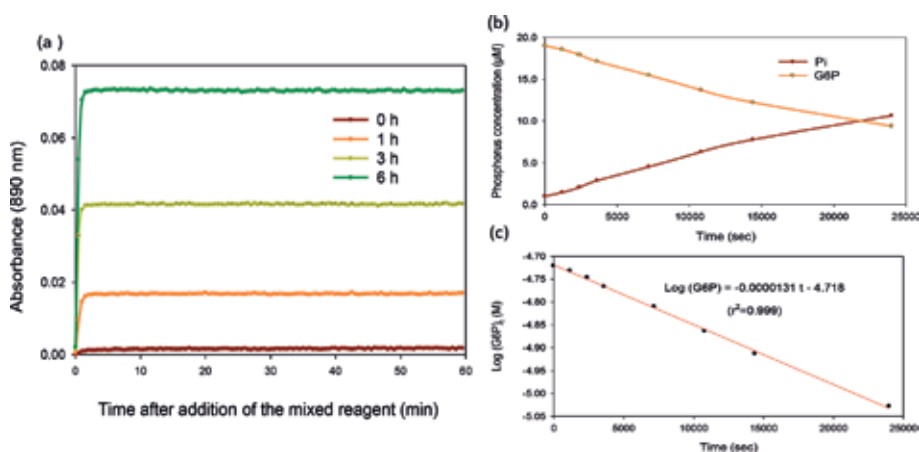 (a)
0.08
0.06
0.04
0.02
0.00
Absorbance (890 nm)
0 h
1 h
3 h
6 h
0 10 20 30 40 50 60
Time after addition of the mixed reagent (min)
(b)
20.0
15.0
10.0
5.0
0.0
Phosphorus concentration (µM)
Pi
G6P
0 5000 10000 15000 20000 25000
Time (sec)
(c)
-4.70
-4.75
-4.80
-4.85
-4.90
-4.95
-5.00
-5.05
Log (G6P)t (M)
Log (G6P) = -0.0000131 t - 4.718
(r²=0.999)
0 5000 10000 15000 20000 25000
Time (sec)